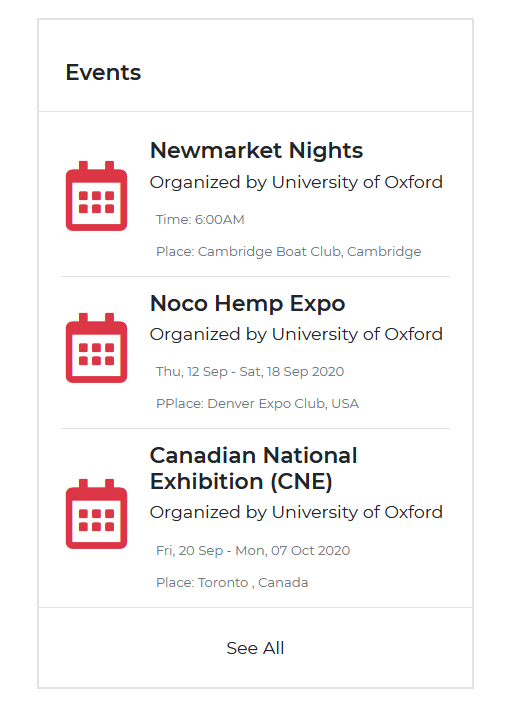 Events
Newmarket Nights
Organized by University of Oxford
Time: 6:00AM
Place: Cambridge Boat Club, Cambridge
Noco Hemp Expo
Organized by University of Oxford
Thu, 12 Sep - Sat, 18 Sep 2020
PPlace: Denver Expo Club, USA
Canadian National
Exhibition (CNE)
Organized by University of Oxford
Fri, 20 Sep - Mon, 07 Oct 2020
Place: Toronto , Canada
See All